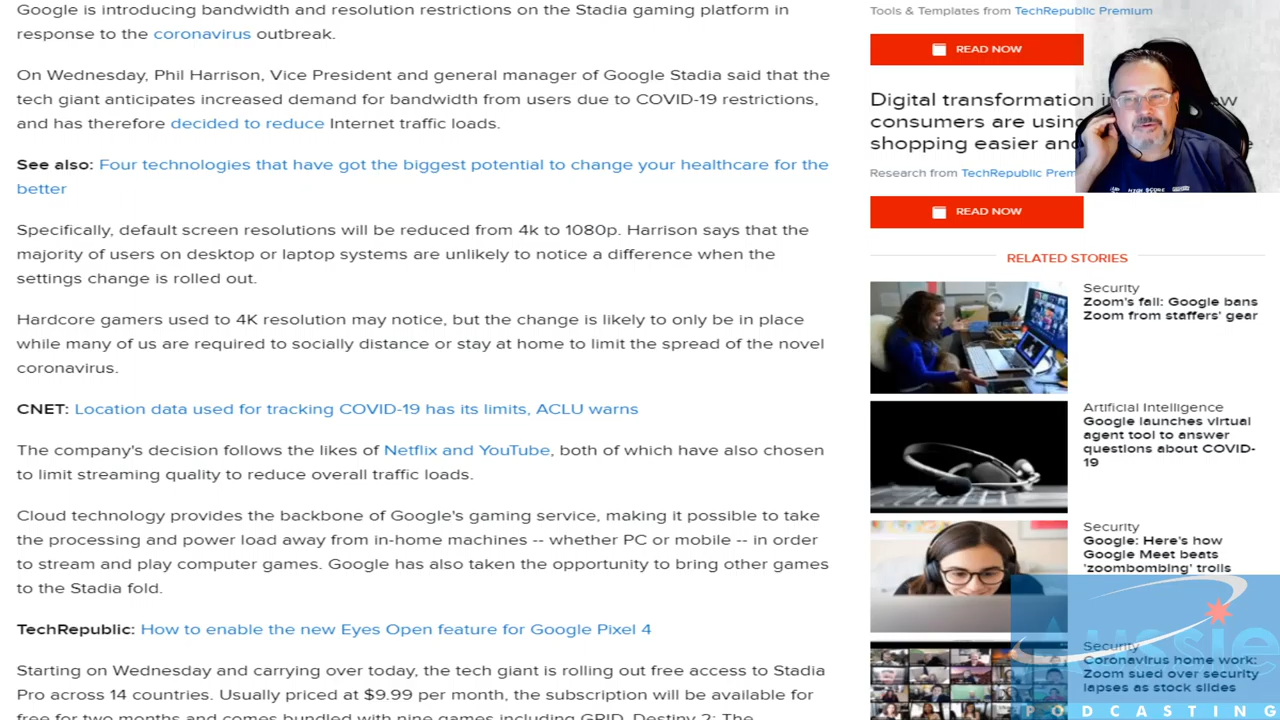 Google is introducing bandwidth and resolution restrictions on the Stadia gaming platform in
response to the coronavirus outbreak.
On Wednesday, Phil Harrison, Vice President and general manager of Google Stadia said that the
tech giant anticipates increased demand for bandwidth from users due to COVID-19 restrictions,
and has therefore decided to reduce Internet traffic loads.
See also: Four technologies that have got the biggest potential to change your healthcare for the
better
Specifically, default screen resolutions will be reduced from 4k to 1080p. Harrison says that the
majority of users on desktop or laptop systems are unlikely to notice a difference when the
settings change is rolled out.
Hardcore gamers used to 4K resolution may notice, but the change is likely to only be in place
while many of us are required to socially distance or stay at home to limit the spread of the novel
coronavirus.
CNET: Location data used for tracking COVID-19 has its limits, ACLU warns
The company's decision follows the likes of Netflix and YouTube, both of which have also chosen
to limit streaming quality to reduce overall traffic loads.
Cloud technology provides the backbone of Google's gaming service, making it possible to take
the processing and power load away from in-home machines -- whether PC or mobile -- in order
to stream and play computer games. Google has also taken the opportunity to bring other games
to the Stadia fold.
TechRepublic: How to enable the new Eyes Open feature for Google Pixel 4
Starting on Wednesday and carrying over today, the tech giant is rolling out free access to Stadia
Pro across 14 countries. Usually priced at $9.99 per month, the subscription will be available for
free for two months and comes bundled with nine games including GRID, Destiny 2: The
Tools & Templates from TechRepublic Premium
READ NOW
Digital transformation
consumers are using
shopping easier and
Research from TechRepublic
READ NOW
RELATED STORIES
Security
Zoom's fall: Google bans
Zoom from staffers' gear
Artificial Intelligence
Google launches virtual
agent tool to answer
questions about COVID-
19
Security
Google: Here's how
Google Meet beats
'zoombombing' trolls
Security
Coronavirus home work:
Zoom sued over security
lapses as stock slides
Aussie
PODCASTING
HIGH SCORE